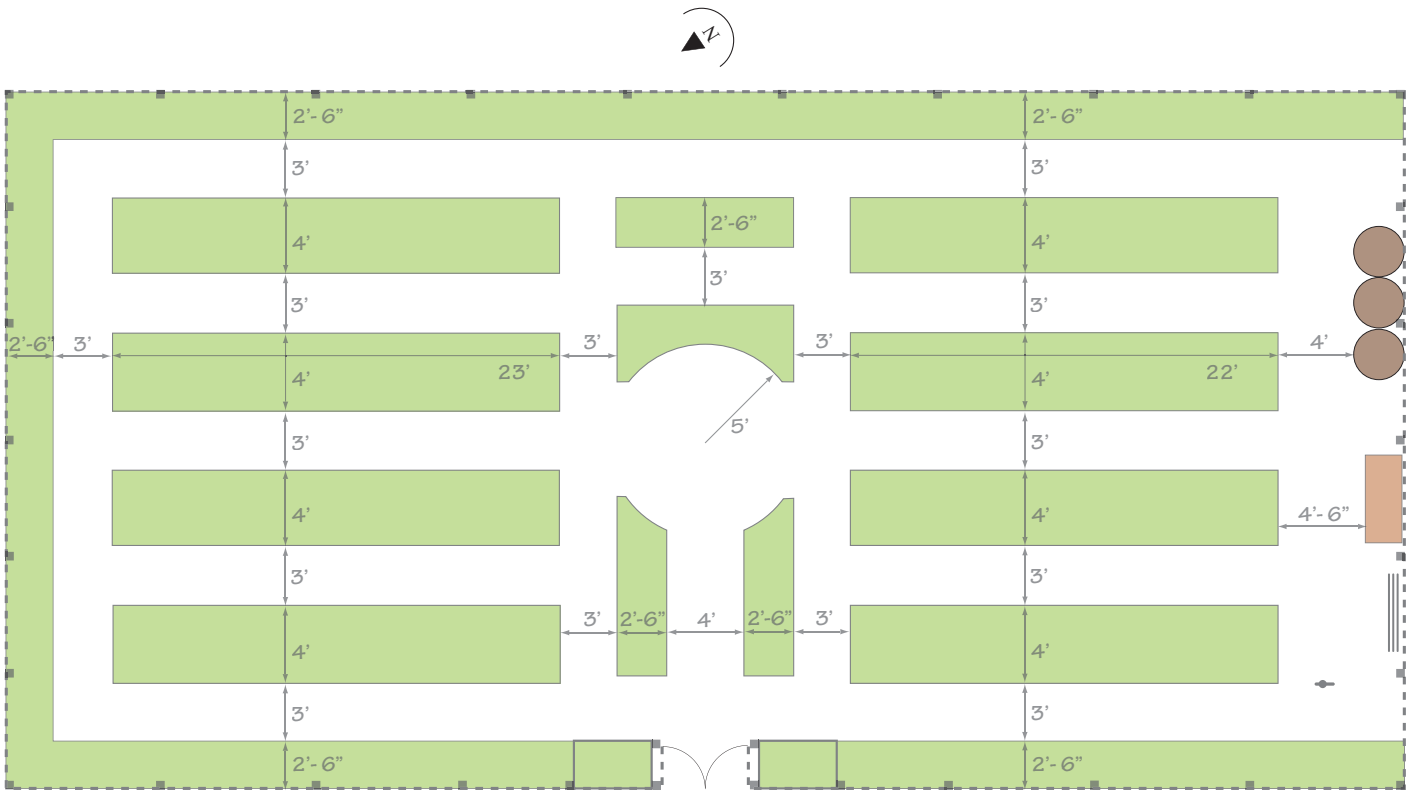 N
2'-6" 2'-6"
3' 3'
4' 2'-6" 4'
3' 3' 3'
2'-6" 3' 3' 3' 4'
4' 23' 4' 22'
3' 5' 3'
4' 4' 4'-6"
3' 3'
3' 2'-6" 4' 2'-6" 3'
4' 4'
3' 3'
2'-6" 2'-6"